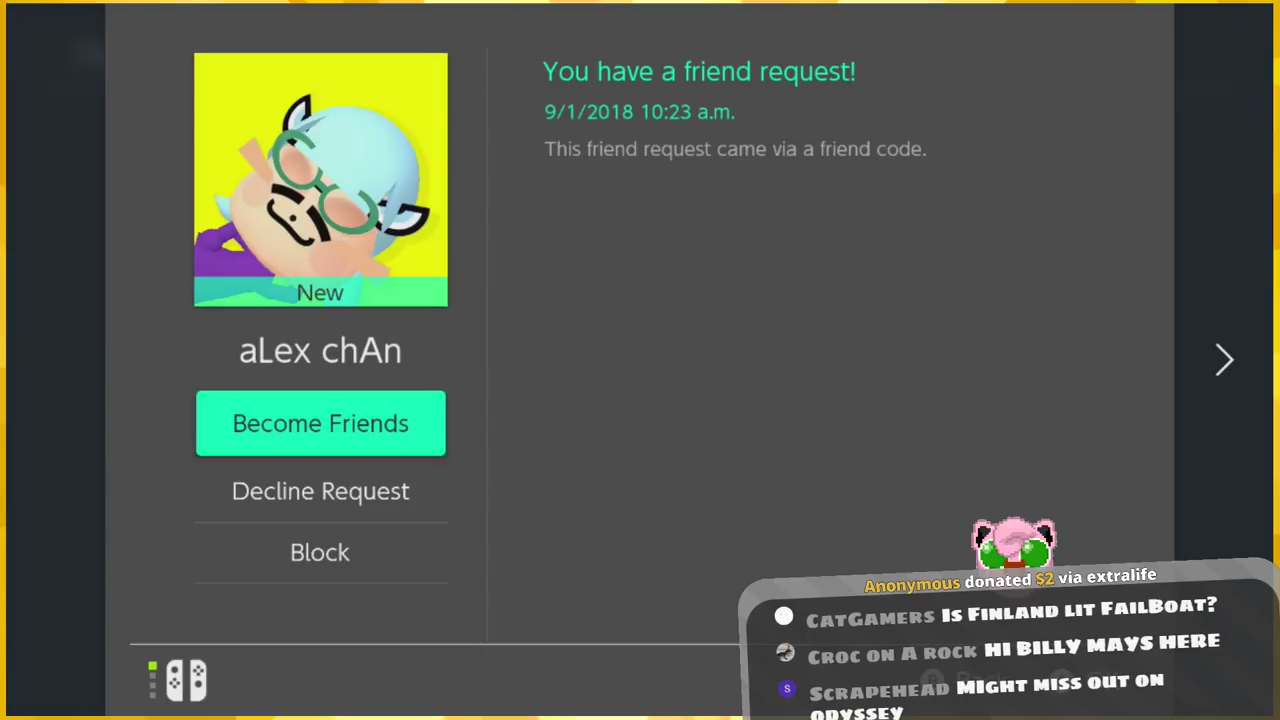 You have a friend request!
9/1/2018 10:23 a.m.
This friend request came via a friend code.
New
aLex chAn
Become Friends
Decline Request
Block
Anonymous donated $2 via extralife
CatGamers Is Finland lit FailBoat?
Croc on A rock HI BILLY MAYS HERE
S
Scrapehead Might miss out on
odyssey